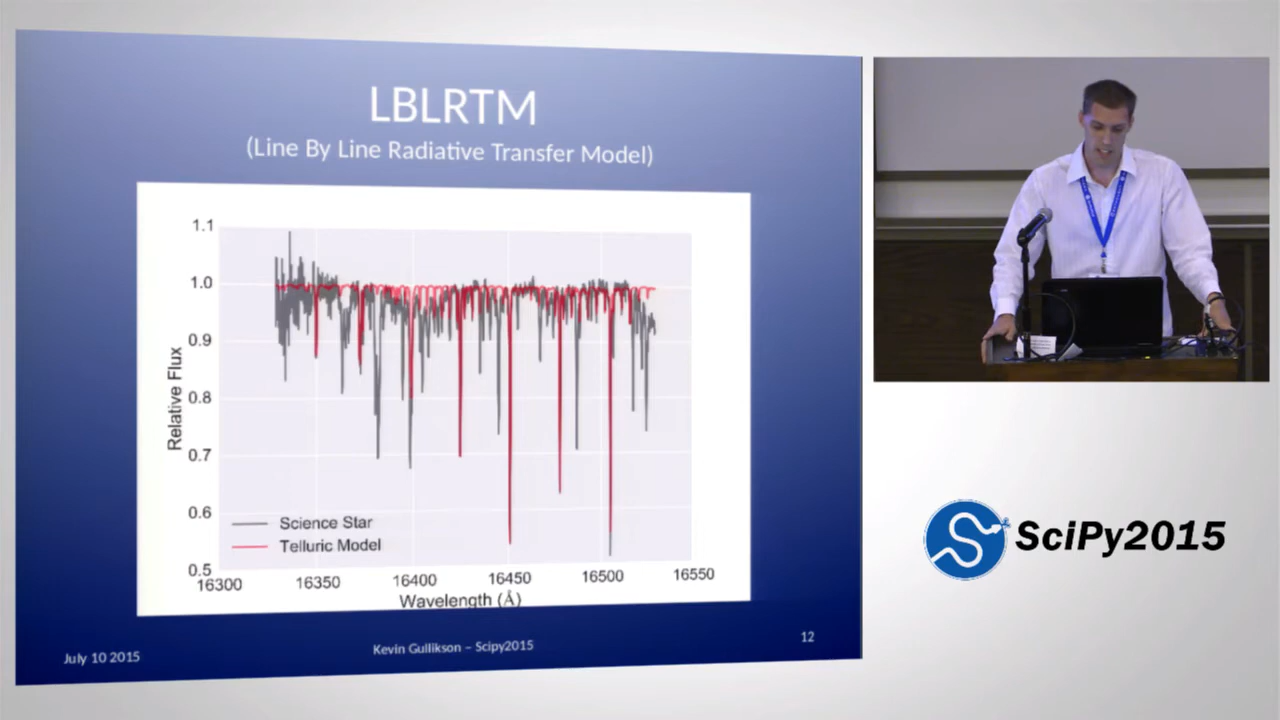 LBLRTM
(Line By Line Radiative Transfer Model)
1.1
1.0
0.9
0.8
0.7
0.6
0.5
Relative Flux
Science Star
Telluric Model
16300 16350 16400 16450 16500 16550
Wavelength (Å)
July 10 2015
Kevin Gullikson – Scipy2015
12
SciPy2015